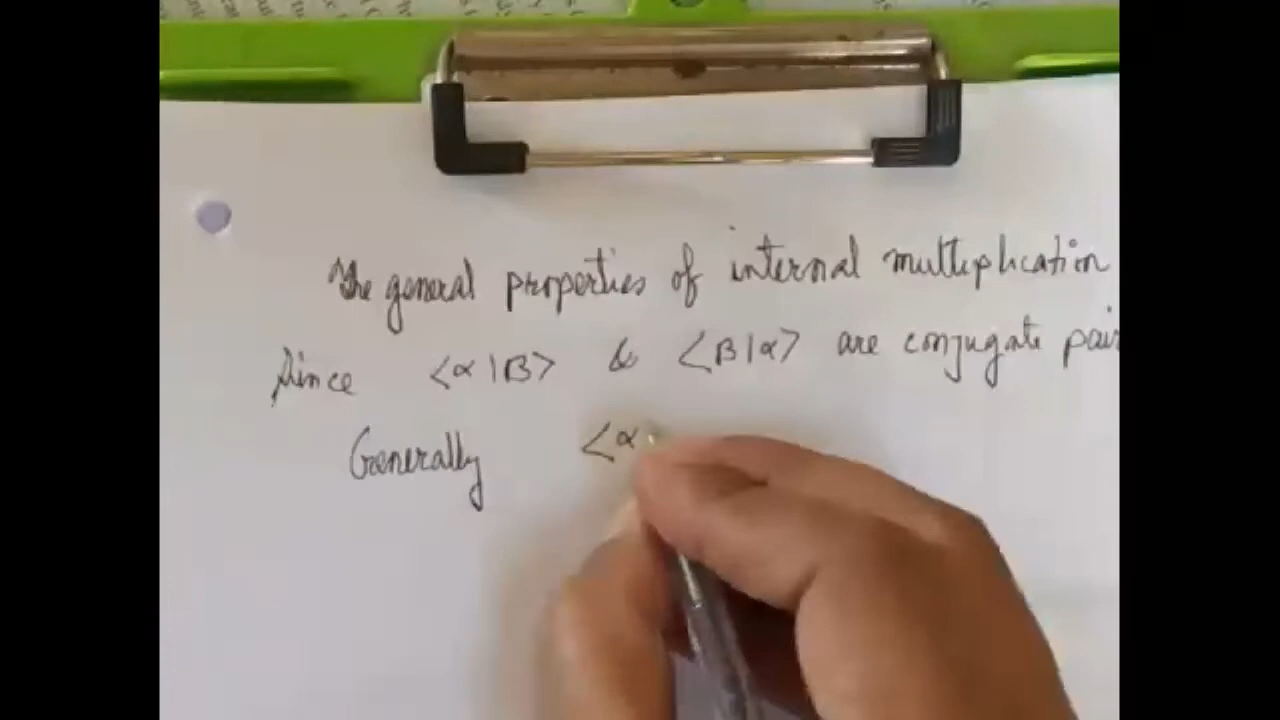 The general properties of internal multiplication
Since <α|β> & <β|α> are conjugate pair
Generally <α